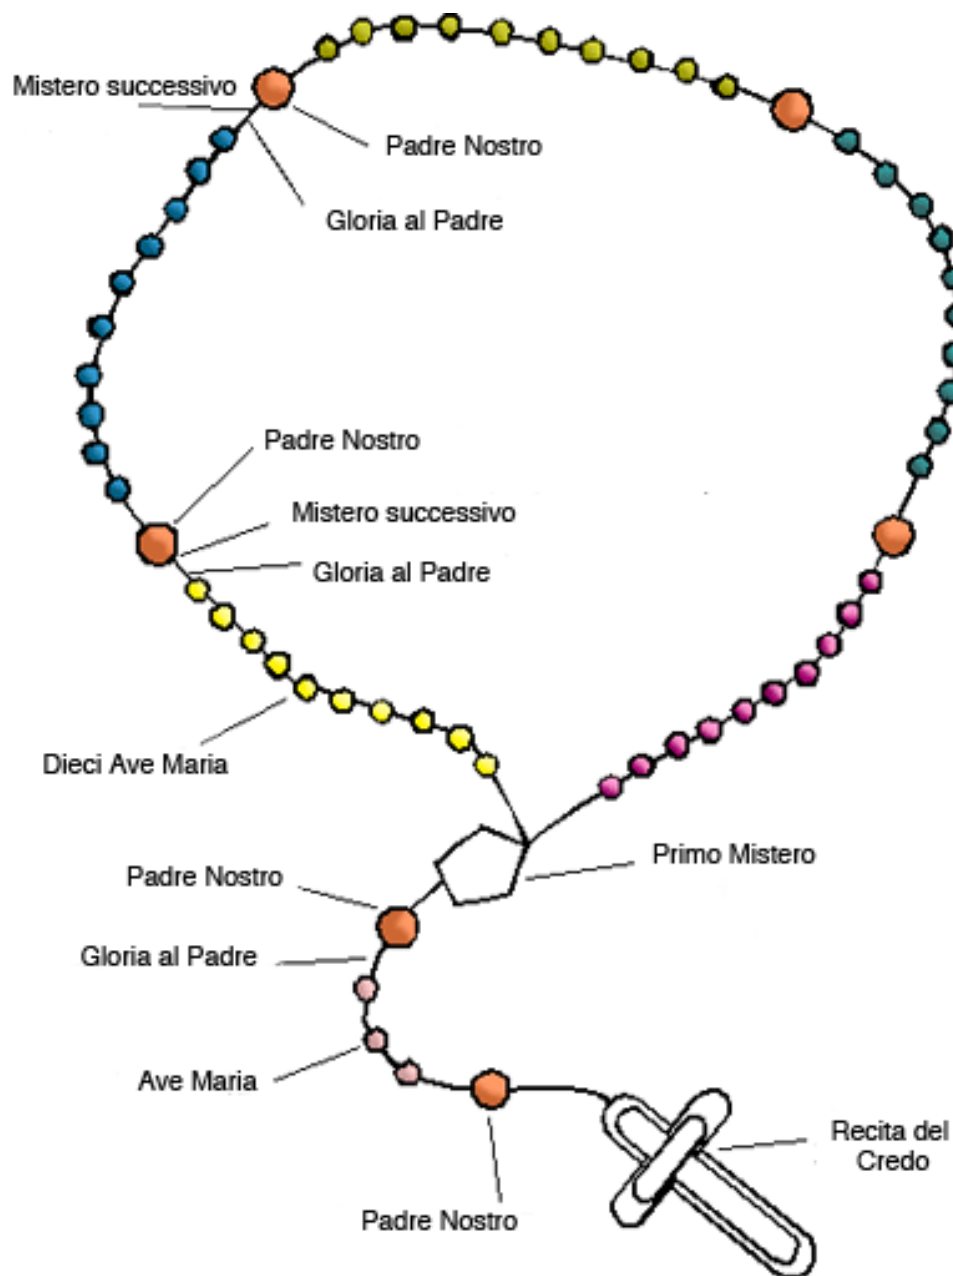 Mistero successivo
Padre Nostro
Gloria al Padre
Padre Nostro
Mistero successivo
Gloria al Padre
Dieci Ave Maria
Primo Mistero
Padre Nostro
Gloria al Padre
Ave Maria
Recita del
Credo
Padre Nostro